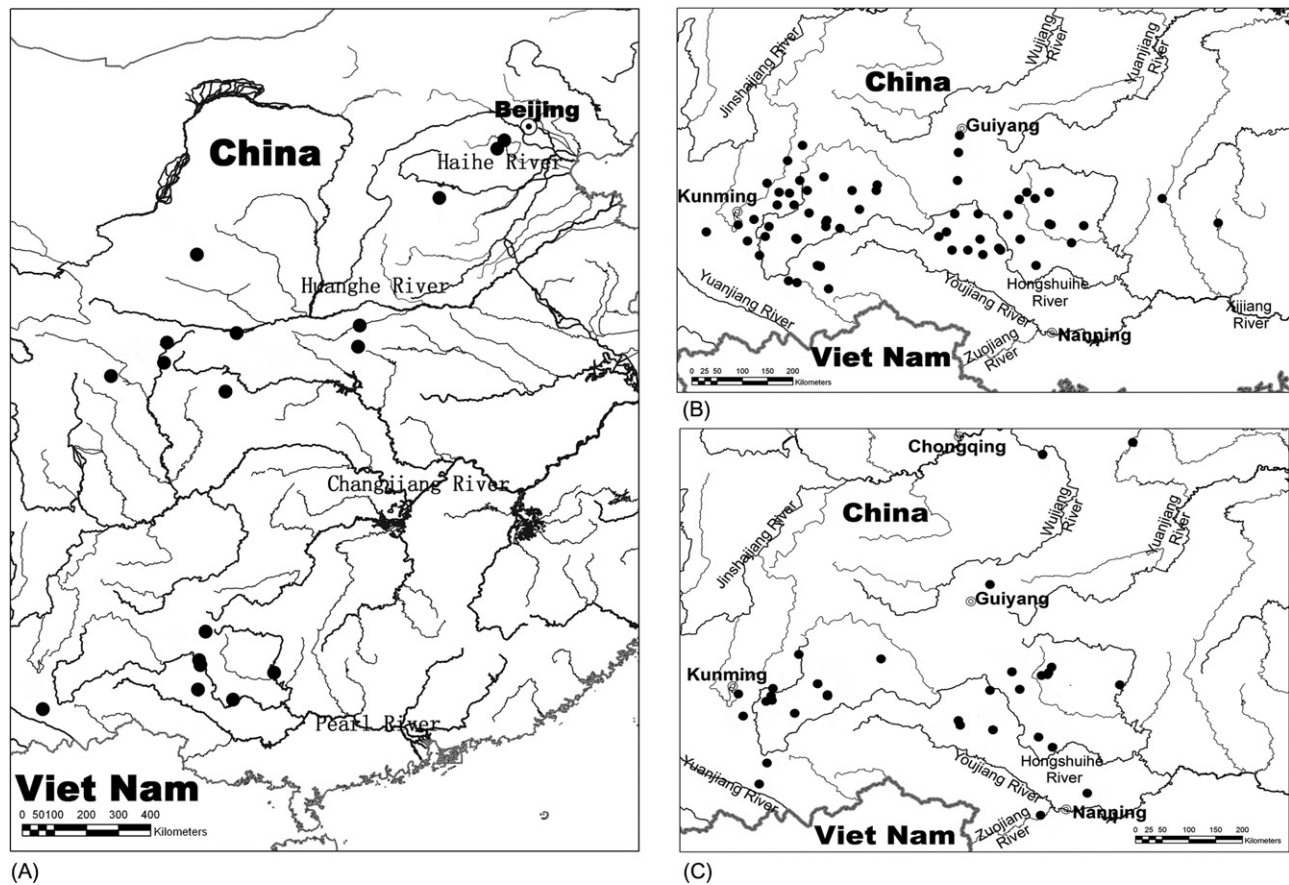 Beijing
China
Haihe River
Huanghe River
Changjiang River
Pearl River
Viet Nam
0 50100 200 300 400
Kilometers
(A)
Jinshajiang River
China
Wujiang
River
Yuanjiang
River
Guiyang
Kunming
Yuanjiang River
Youjiang River
Hongshuihe
River
Xijiang
River
Nanning
Zuojiang
River
Viet Nam
0 25 50 100 150 200
Kilometers
(B)
Chongqing
Jinshajiang River
China
Wujiang
River
Yuanjiang
River
Guiyang
Kunming
Yuanjiang River
Youjiang River
Hongshuihe
River
Nanning
Zuojiang
River
Viet Nam
0 25 50 100 150 200
Kilometers
(C)